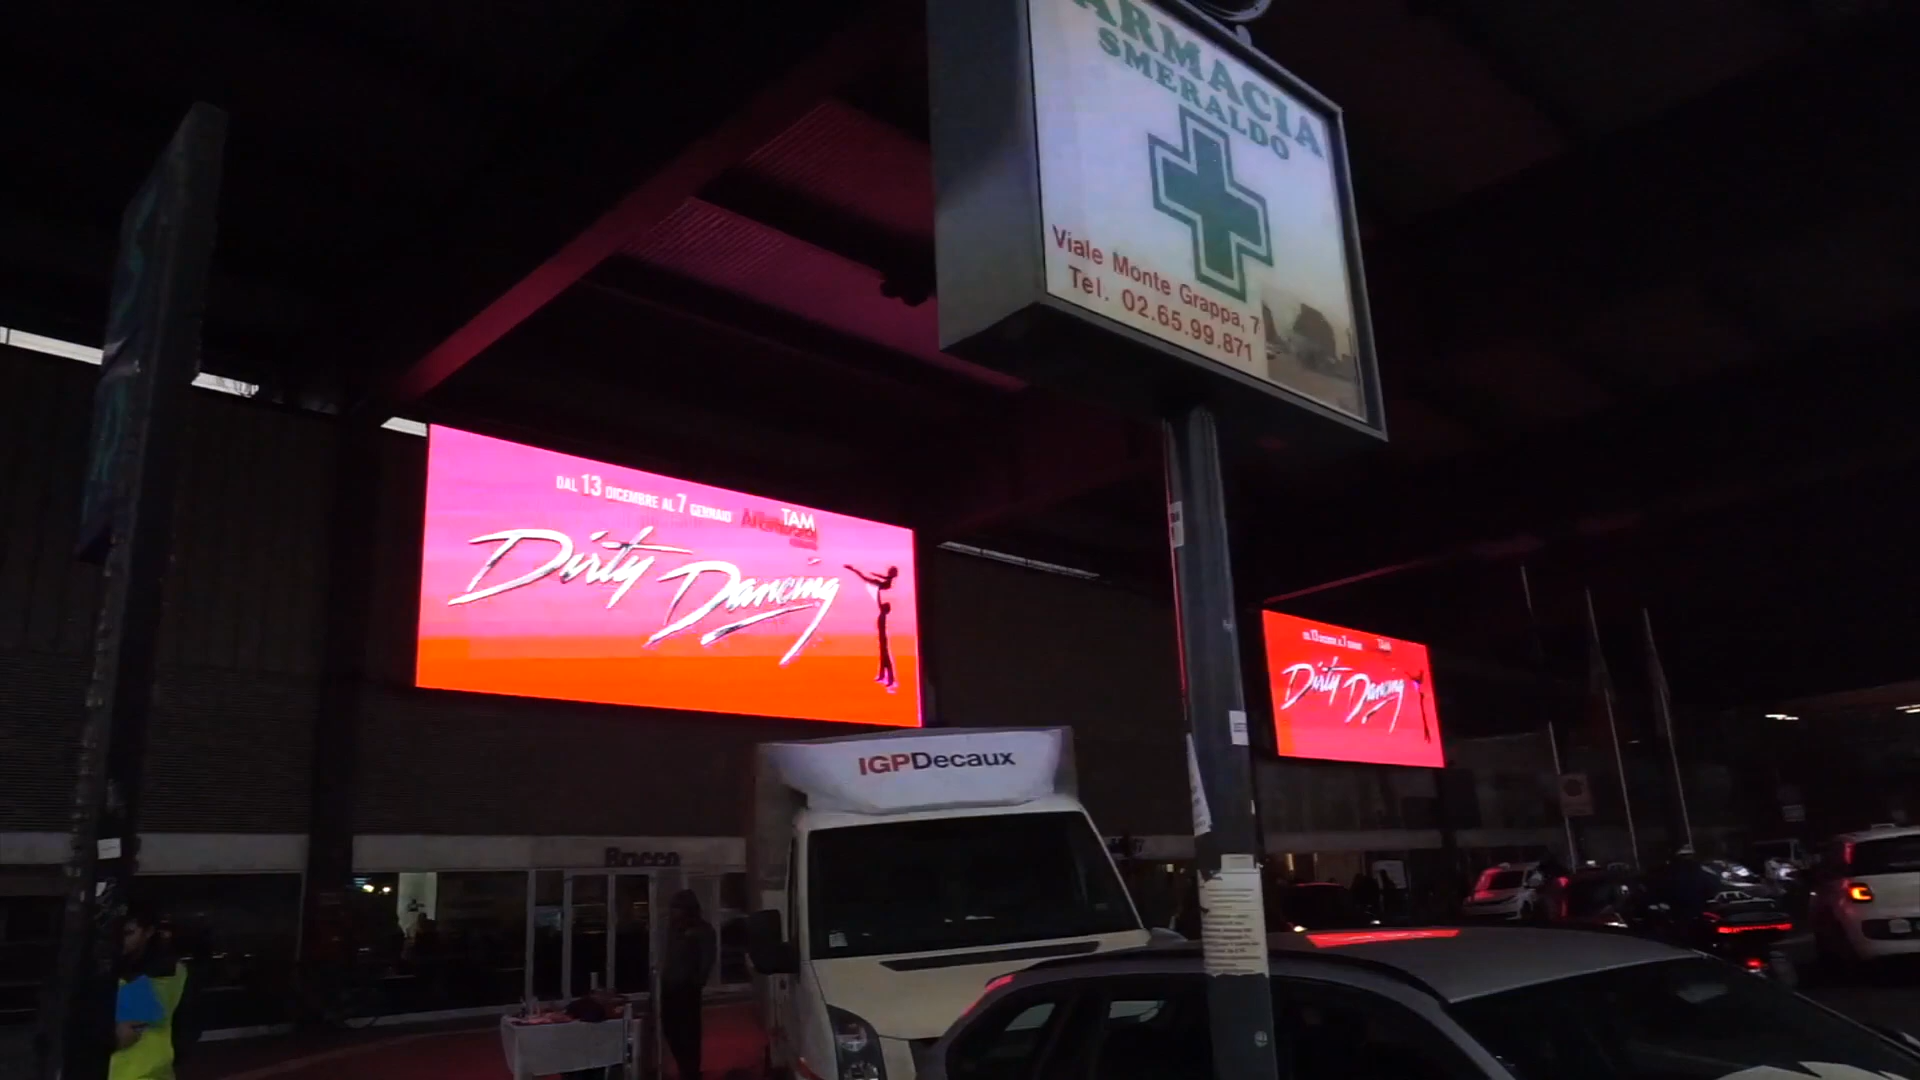 ARMACIA
SMERALDO
Viale Monte Grappa, 7
Tel. 02.65.99.871
DAL 13 DICEMBRE AL 7 GENNAIO
TAM
Dirty Dancing
TAM
Dirty Dancing
IGPDecaux